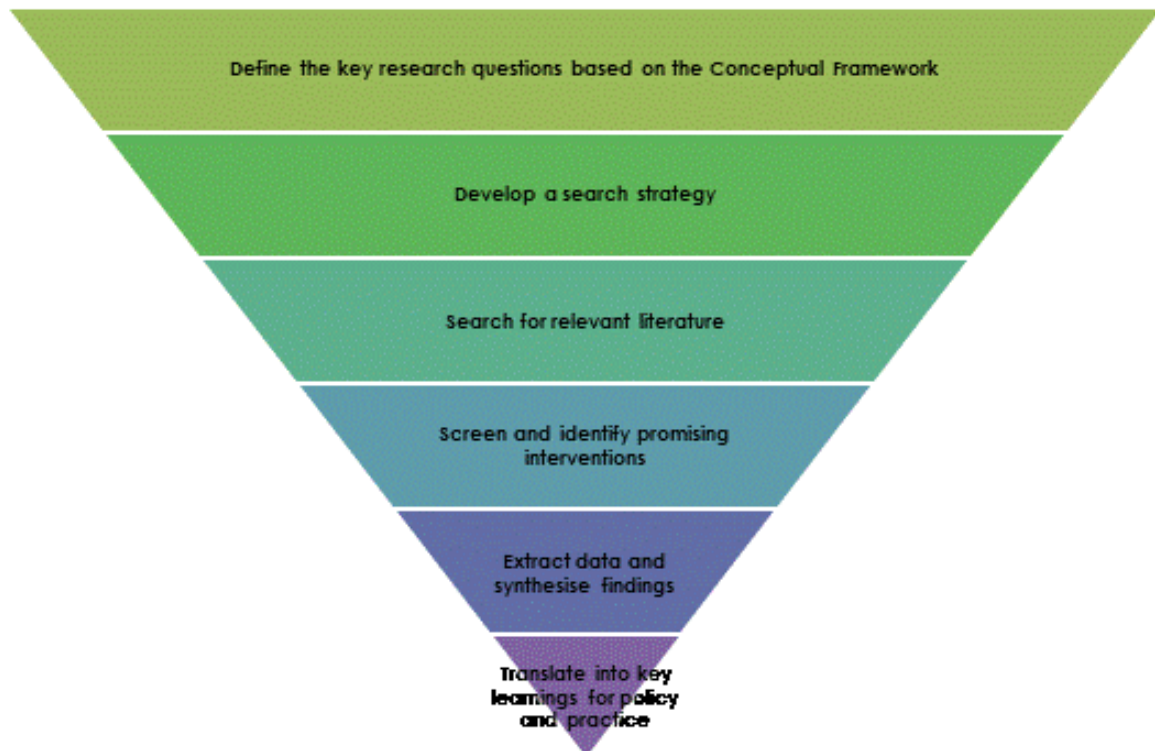 Define the key research questions based on the Conceptual Framework
Develop a search strategy
Search for relevant literature
Screen and identify promising
interventions
Extract data and
synthesise findings
Translate into key
learnings for policy
and practice